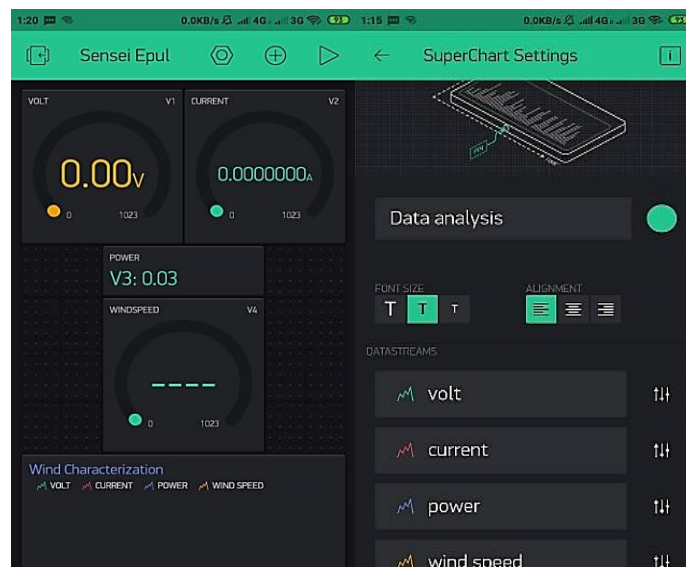 1:20
0.0KB/s 4G 3G 93
Sensei Epul
VOLT V1
0.00V
0 1023
CURRENT V2
0.0000000A
0 1023
POWER
V3: 0.03
WINDSPEED V4
----
0 1023
Wind Characterization
VOLT CURRENT POWER WIND SPEED
1:15
0.0KB/s 4G 3G 93
SuperChart Settings
i
Data analysis
FONT SIZE
T T T
ALIGNMENT
DATASTREAMS
volt
current
power
wind speed